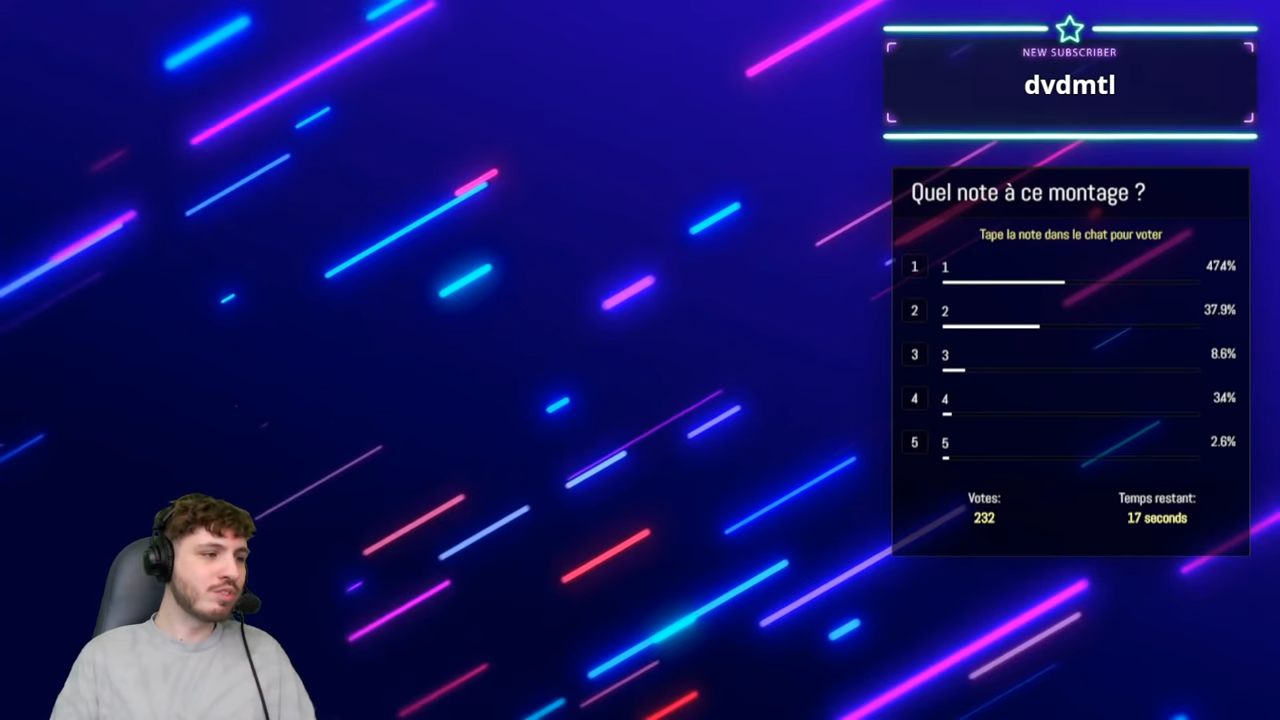 NEW SUBSCRIBER
dvdmtl
Quel note à ce montage ?
Tape la note dans le chat pour voter
1 1 47.4%
2 2 37.9%
3 3 8.6%
4 4 3.4%
5 5 2.6%
Votes: Temps restant:
232 17 seconds